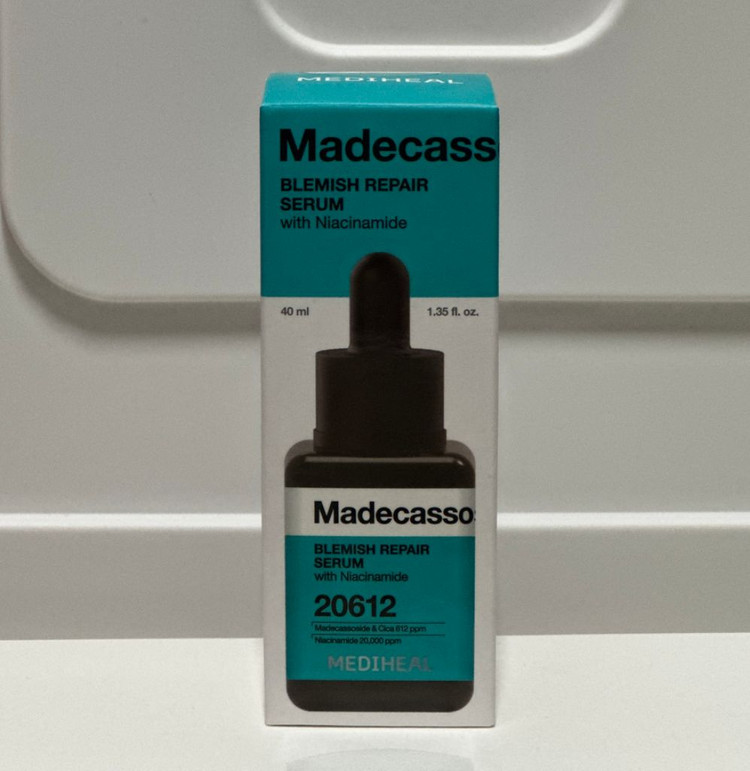 MEDIHEAL
Madecass
BLEMISH REPAIR
SERUM
with Niacinamide
40 ml 1.35 fl. oz.
Madecasso
BLEMISH REPAIR
SERUM
with Niacinamide
20612
Madecassoside & Cica 612 ppm
Niacinamide 20,000 ppm
MEDIHEAL